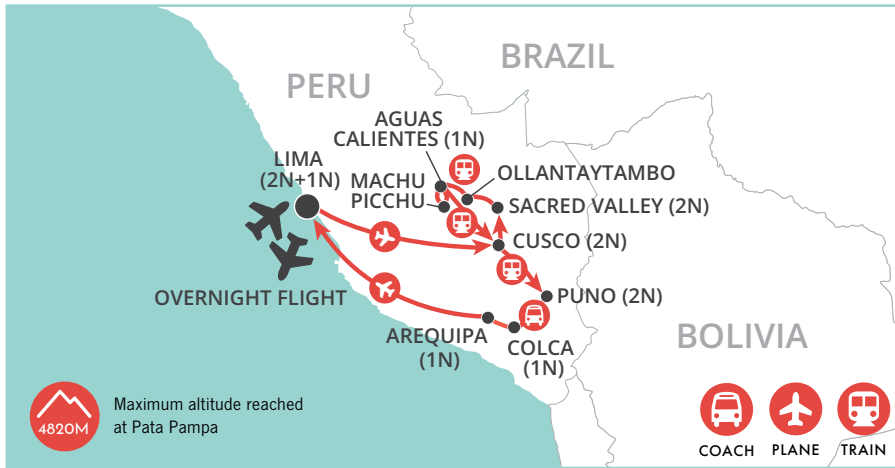 BRAZIL
PERU
AGUAS
CALIENTES (1N)
LIMA
(2N+1N)
OLLANTAYTAMBO
MACHU
PICCHU
SACRED VALLEY (2N)
CUSCO (2N)
OVERNIGHT FLIGHT
PUNO (2N)
AREQUIPA
(1N)
COLCA
(1N)
BOLIVIA
4820M
Maximum altitude reached
at Pata Pampa
COACH
PLANE
TRAIN